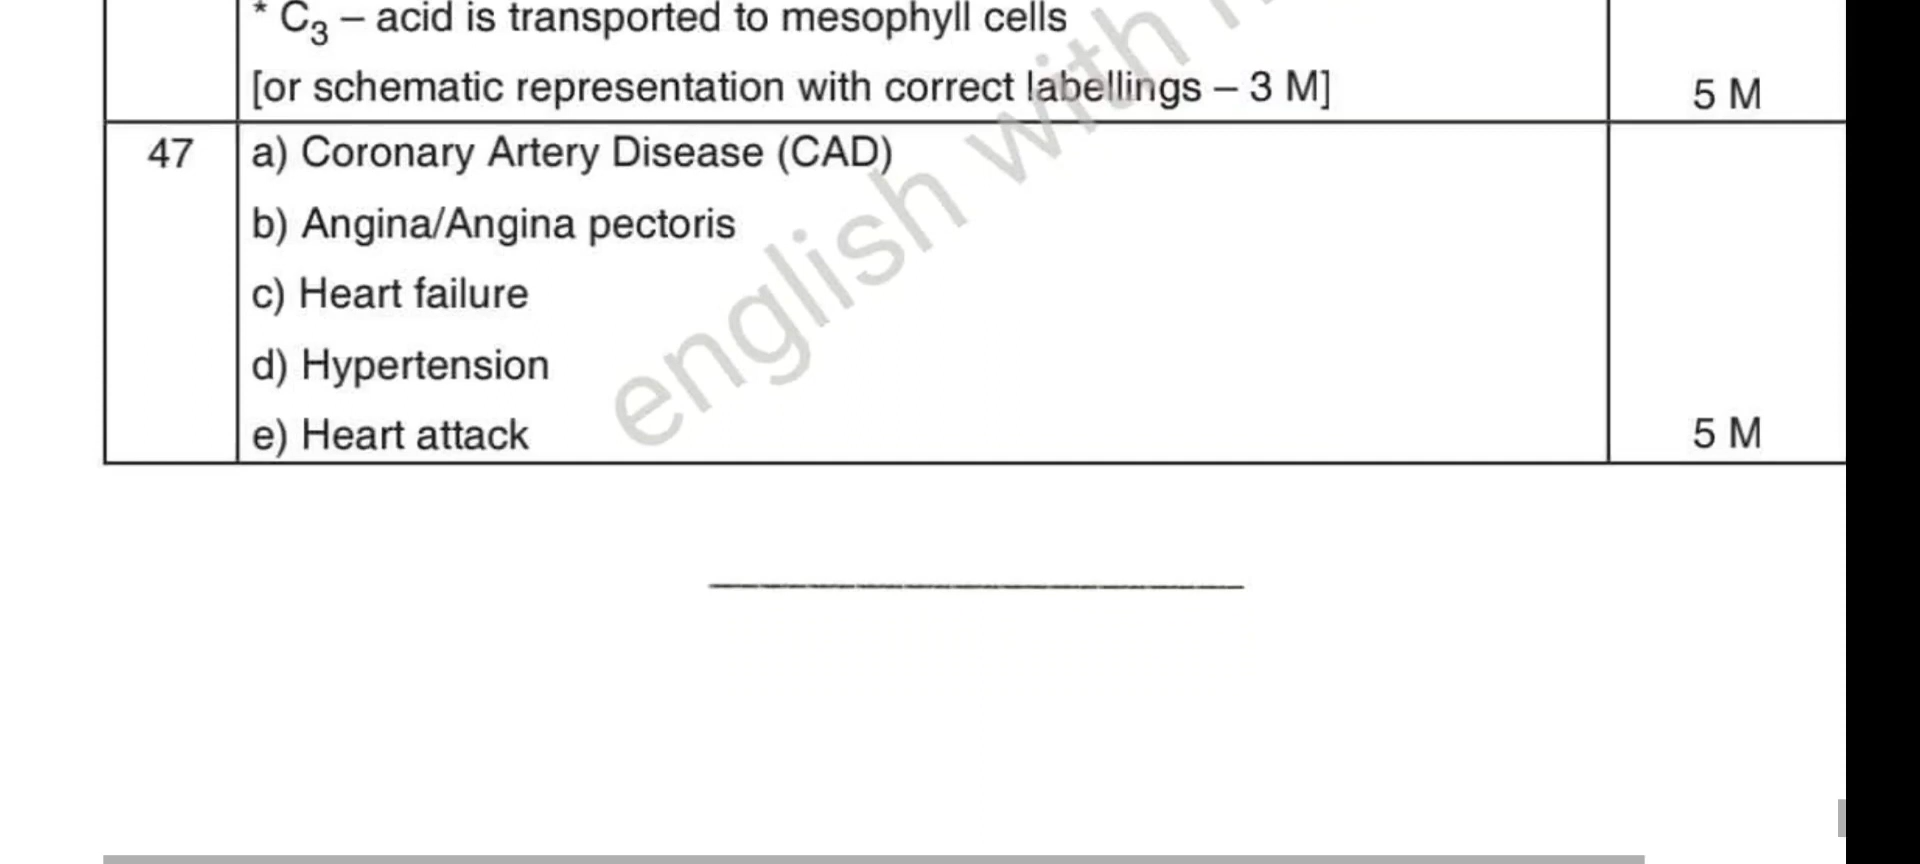 * C₃ – acid is transported to mesophyll cells
[or schematic representation with correct labellings – 3 M]
5 M
47
a) Coronary Artery Disease (CAD)
b) Angina/Angina pectoris
c) Heart failure
d) Hypertension
e) Heart attack
5 M
english with